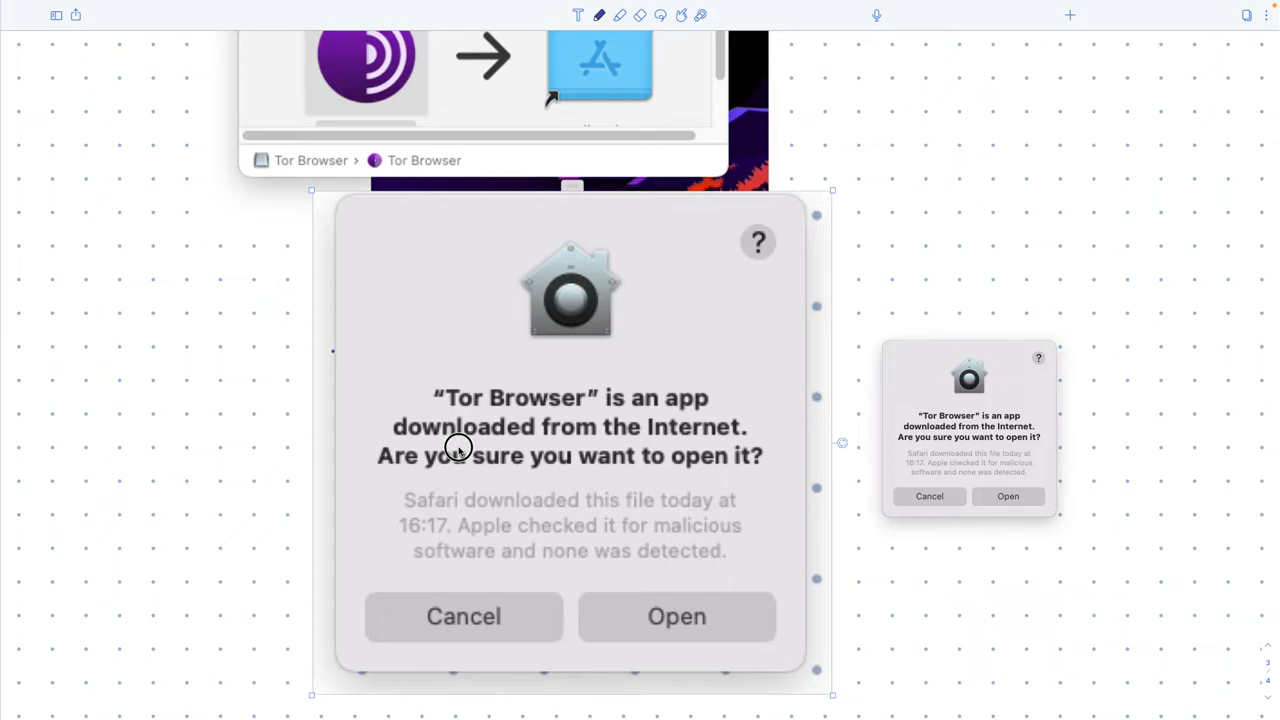 Tor Browser › Tor Browser
?
“Tor Browser” is an app
downloaded from the Internet.
Are you sure you want to open it?
Safari downloaded this file today at
16:17. Apple checked it for malicious
software and none was detected.
Cancel Open
?
“Tor Browser” is an app
downloaded from the Internet.
Are you sure you want to open it?
Safari downloaded this file today at
16:17. Apple checked it for malicious
software and none was detected.
Cancel Open
3
4